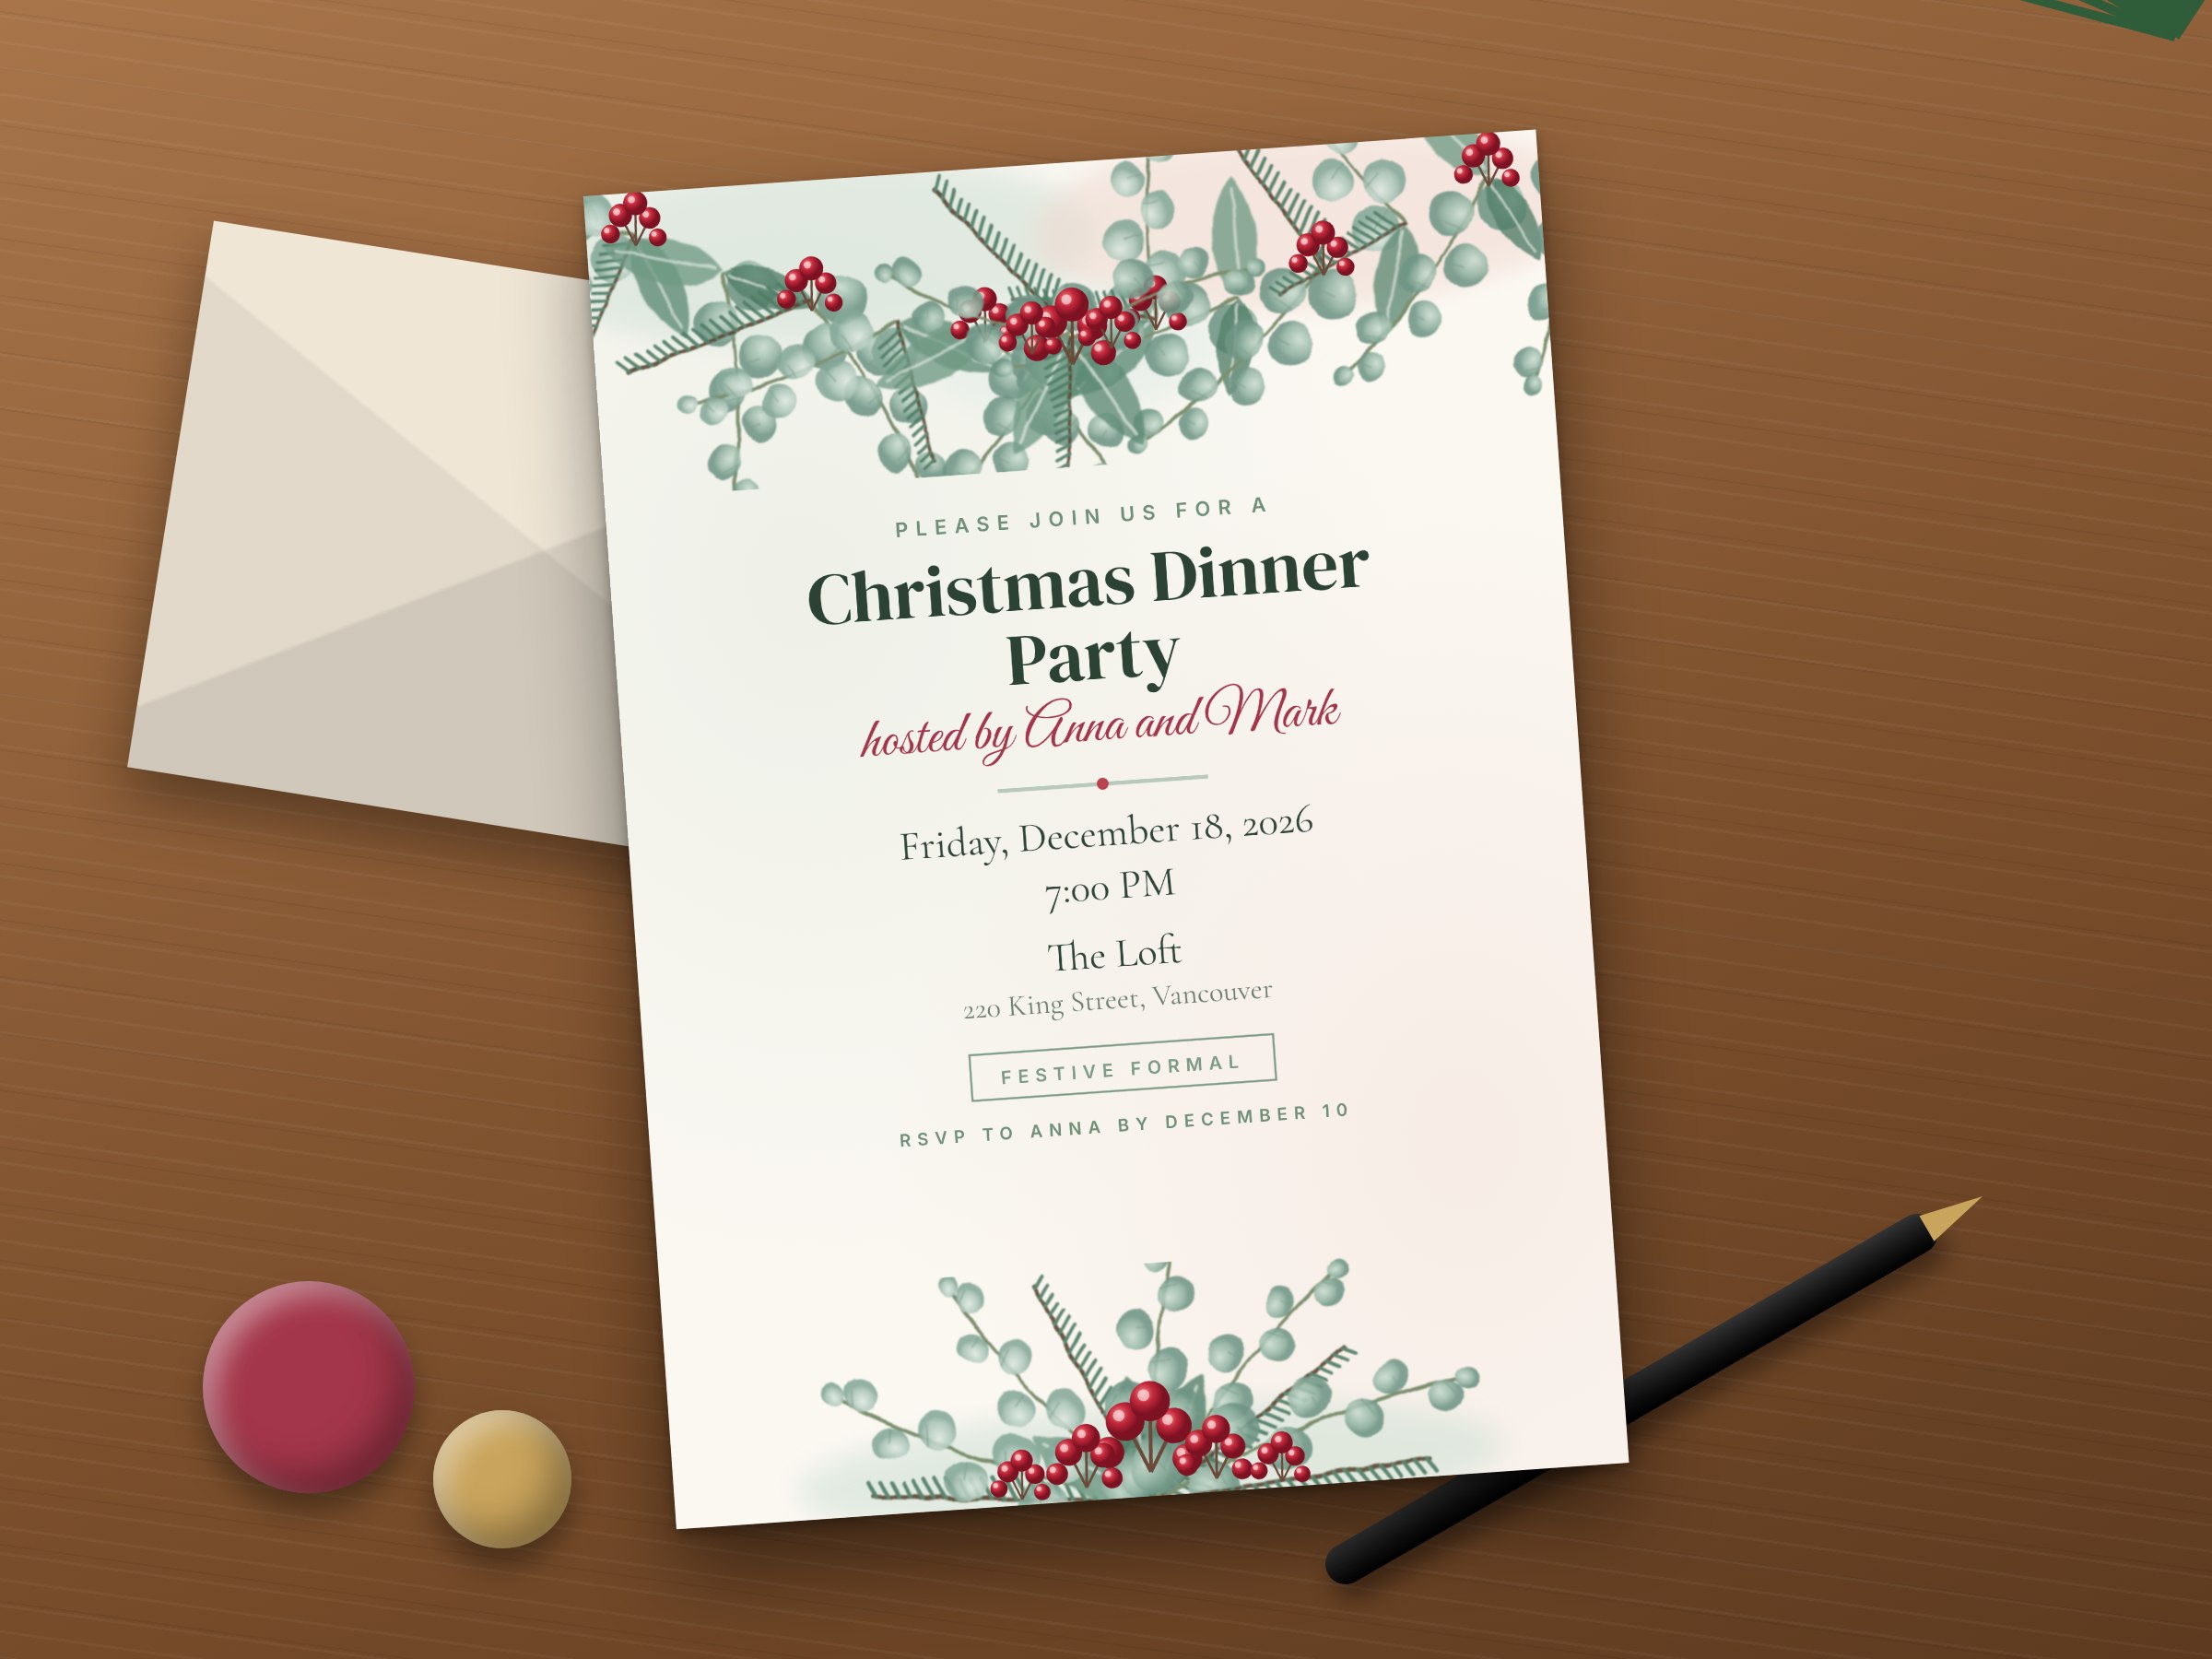 PLEASE JOIN US FOR A
Christmas Dinner
Party
hosted by Anna and Mark
Friday, December 18, 2026
7:00 PM
The Loft
220 King Street, Vancouver
FESTIVE FORMAL
RSVP TO ANNA BY DECEMBER 10